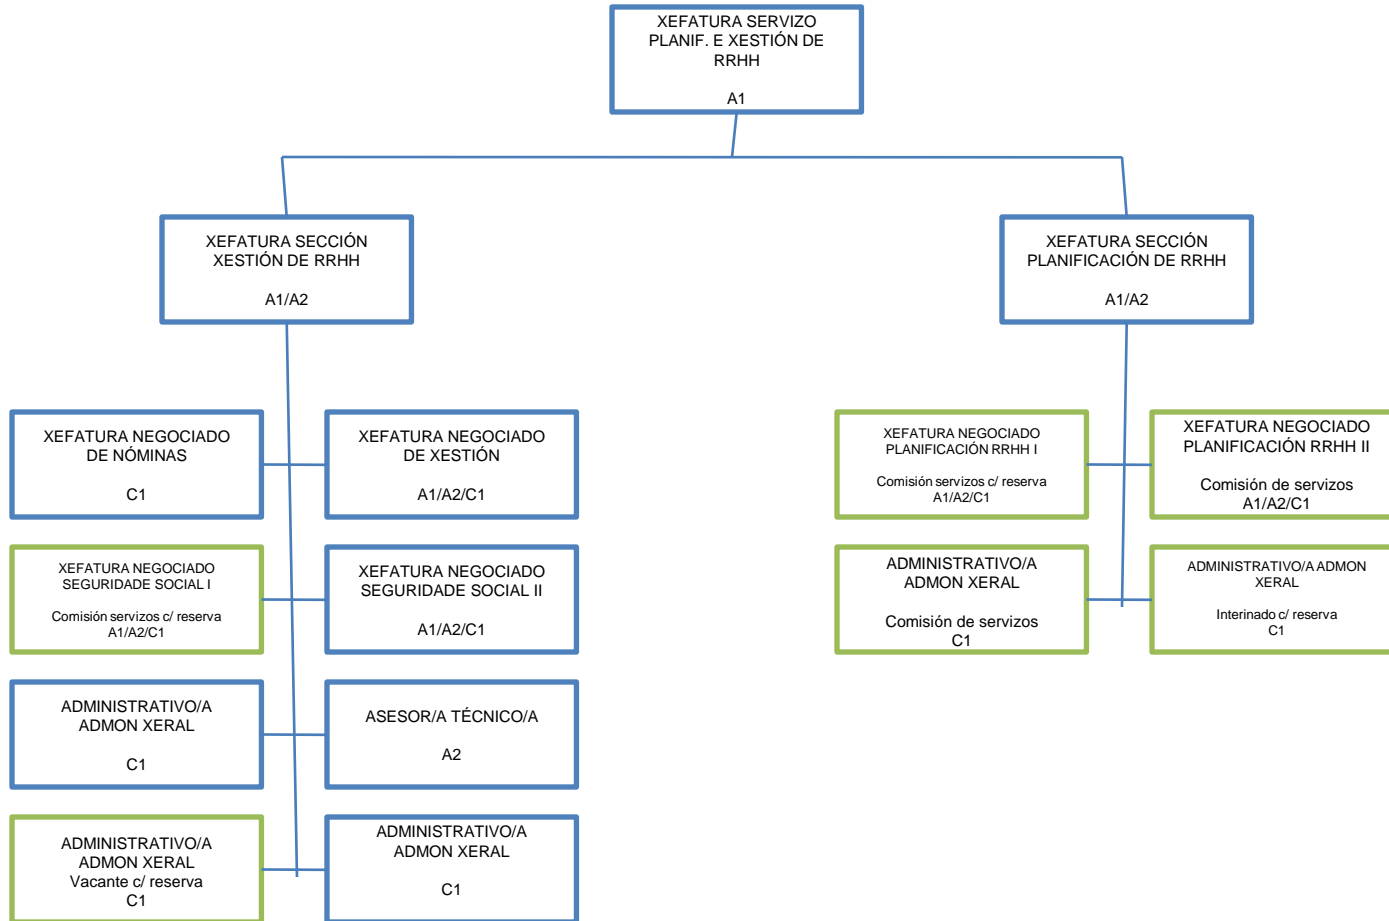 XEFATURA SERVIZO
PLANIF. E XESTIÓN DE
RRHH
A1
XEFATURA SECCIÓN
XESTIÓN DE RRHH
A1/A2
XEFATURA SECCIÓN
PLANIFICACIÓN DE RRHH
A1/A2
XEFATURA NEGOCIADO
DE NÓMINAS
C1
XEFATURA NEGOCIADO
DE XESTIÓN
A1/A2/C1
XEFATURA NEGOCIADO
PLANIFICACIÓN RRHH I
Comisión servizos c/ reserva
A1/A2/C1
XEFATURA NEGOCIADO
PLANIFICACIÓN RRHH II
Comisión de servizos
A1/A2/C1
XEFATURA NEGOCIADO
SEGURIDADE SOCIAL I
Comisión servizos c/ reserva
A1/A2/C1
XEFATURA NEGOCIADO
SEGURIDADE SOCIAL II
A1/A2/C1
ADMINISTRATIVO/A
ADMON XERAL
Comisión de servizos
C1
ADMINISTRATIVO/A ADMON
XERAL
Interinado c/ reserva
C1
ADMINISTRATIVO/A
ADMON XERAL
C1
ASESOR/A TÉCNICO/A
A2
ADMINISTRATIVO/A
ADMON XERAL
Vacante c/ reserva
C1
ADMINISTRATIVO/A
ADMON XERAL
C1